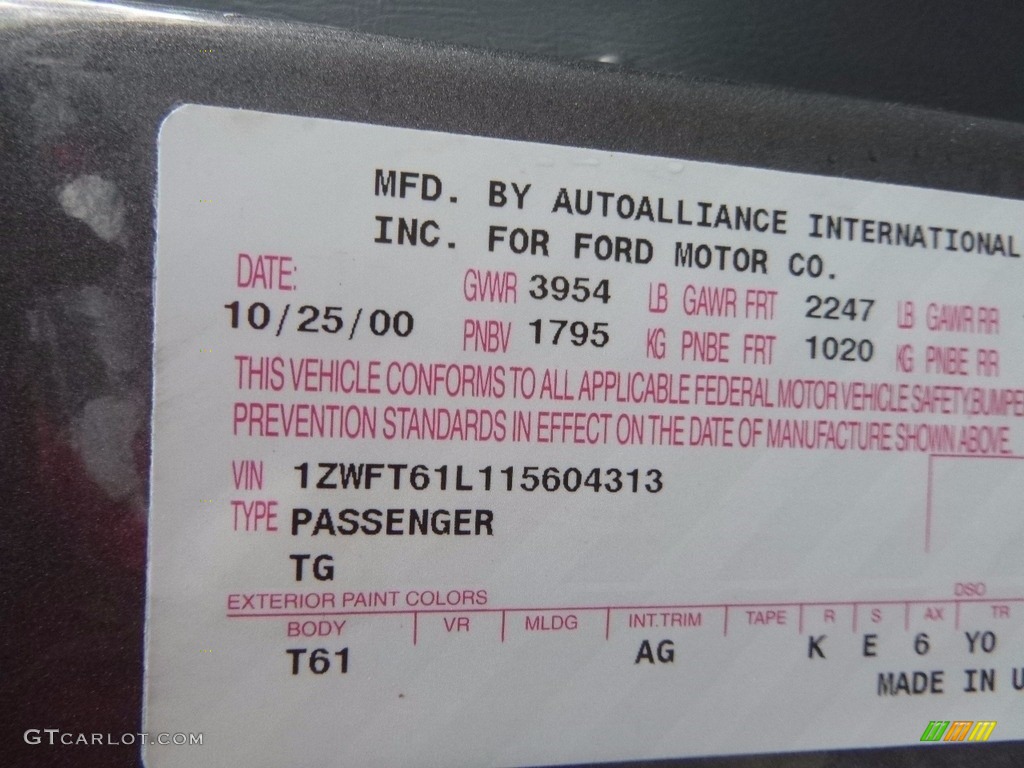 MFD. BY AUTOALLIANCE INTERNATIONAL
INC. FOR FORD MOTOR CO.
DATE: GVWR 3954 LB GAWR FRT 2247 LB GAWR RR
10/25/00 PNBV 1795 KG PNBE FRT 1020 KG PNBE RR
THIS VEHICLE CONFORMS TO ALL APPLICABLE FEDERAL MOTOR VEHICLE SAFETY,BUMPE
PREVENTION STANDARDS IN EFFECT ON THE DATE OF MANUFACTURE SHOWN ABOVE.
VIN 1ZWFT61L115604313
TYPE PASSENGER
TG
EXTERIOR PAINT COLORS DSO
BODY VR MLDG INT.TRIM TAPE R S AX TR
T61 AG K E 6 Y0
MADE IN U
GTCARLOT.COM